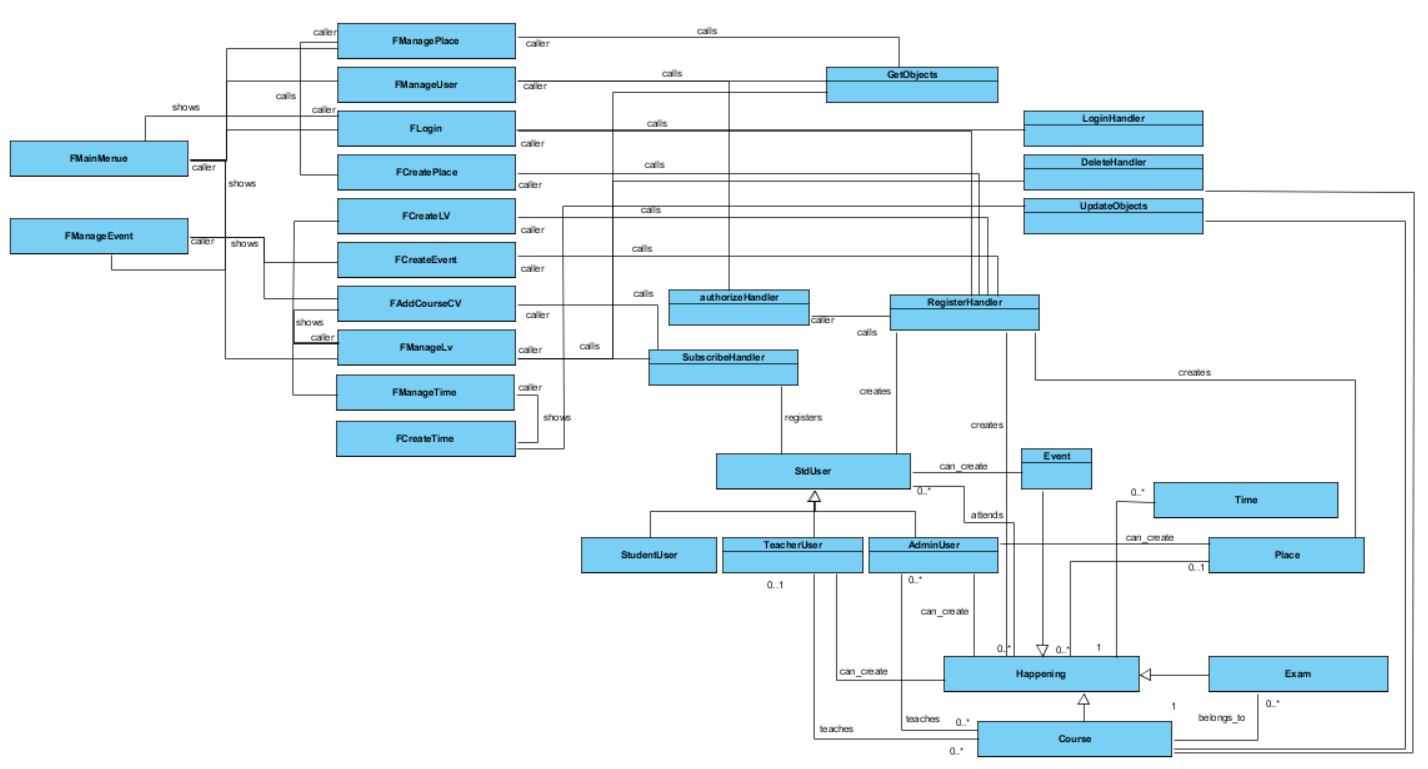 caller
FManagePlace
calls
caller
FManageUser
calls
GetObjects
caller
calls
shows
caller
FLogin
calls
LoginHandler
caller
FMainMenue
caller
FCreatePlace
calls
DeleteHandler
caller
shows
FCreateLV
calls
UpdateObjects
caller
FManageEvent
caller
shows
FCreateEvent
calls
caller
FAddCourseCV
calls
authorizeHandler
RegisterHandler
caller
shows
caller
caller
calls
FManageLv
caller
calls
SubscribeHandler
creates
FManageTime
caller
creates
shows
registers
creates
FCreateTime
Event
StdUser
can_create
0..*
0..*
Time
attends
StudentUser
TeacherUser
AdminUser
can_create
Place
0..1
0..*
0..1
can_create
0..*
0..*
1
can_create
Happening
Exam
1
0..*
teaches
teaches
0..*
belongs_to
Course
0..*